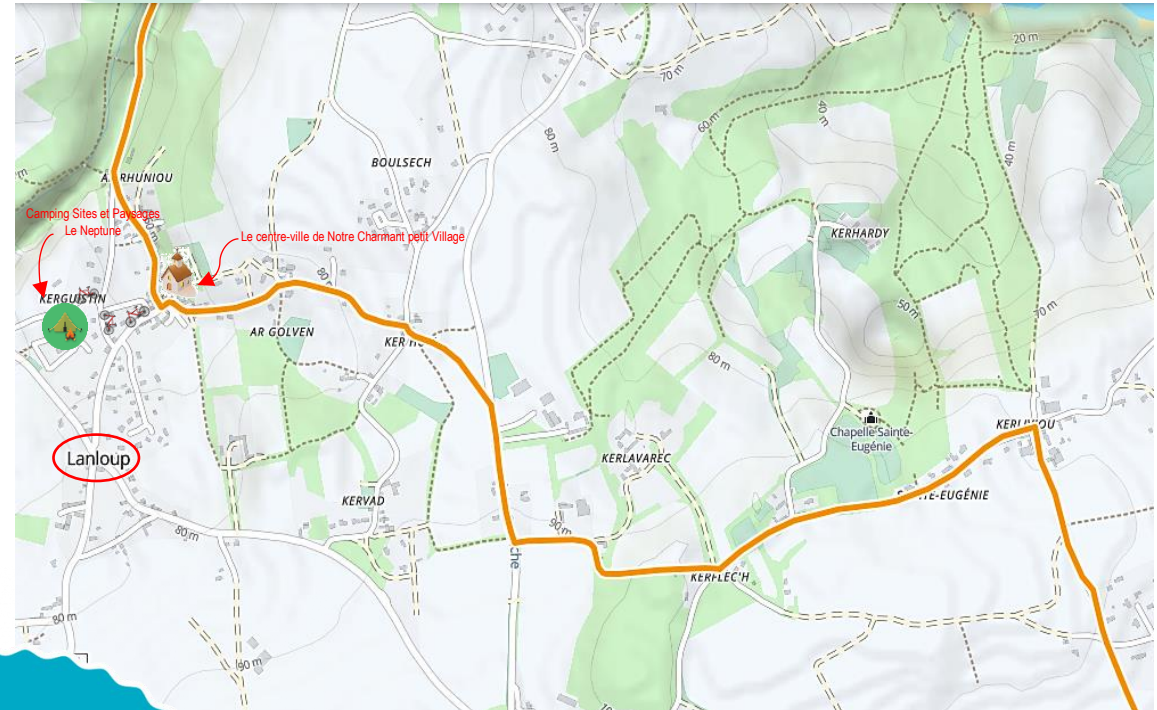 20 m
70 m
60 m
40 m
80 m
40 m
BOULSECH
Camping Sites et Paysages
Le Neptune
Le centre-ville de Notre Charmant petit Village
KERHARDY
80 m
KERGUISTIN
50 m
70 m
AR GOLVEN
80 m
Chapelle Sainte-
Eugénie
Lanloup
KERLAVAREC
KERVAD
80 m
90 m
che
KERFLEC'H
80 m
90 m